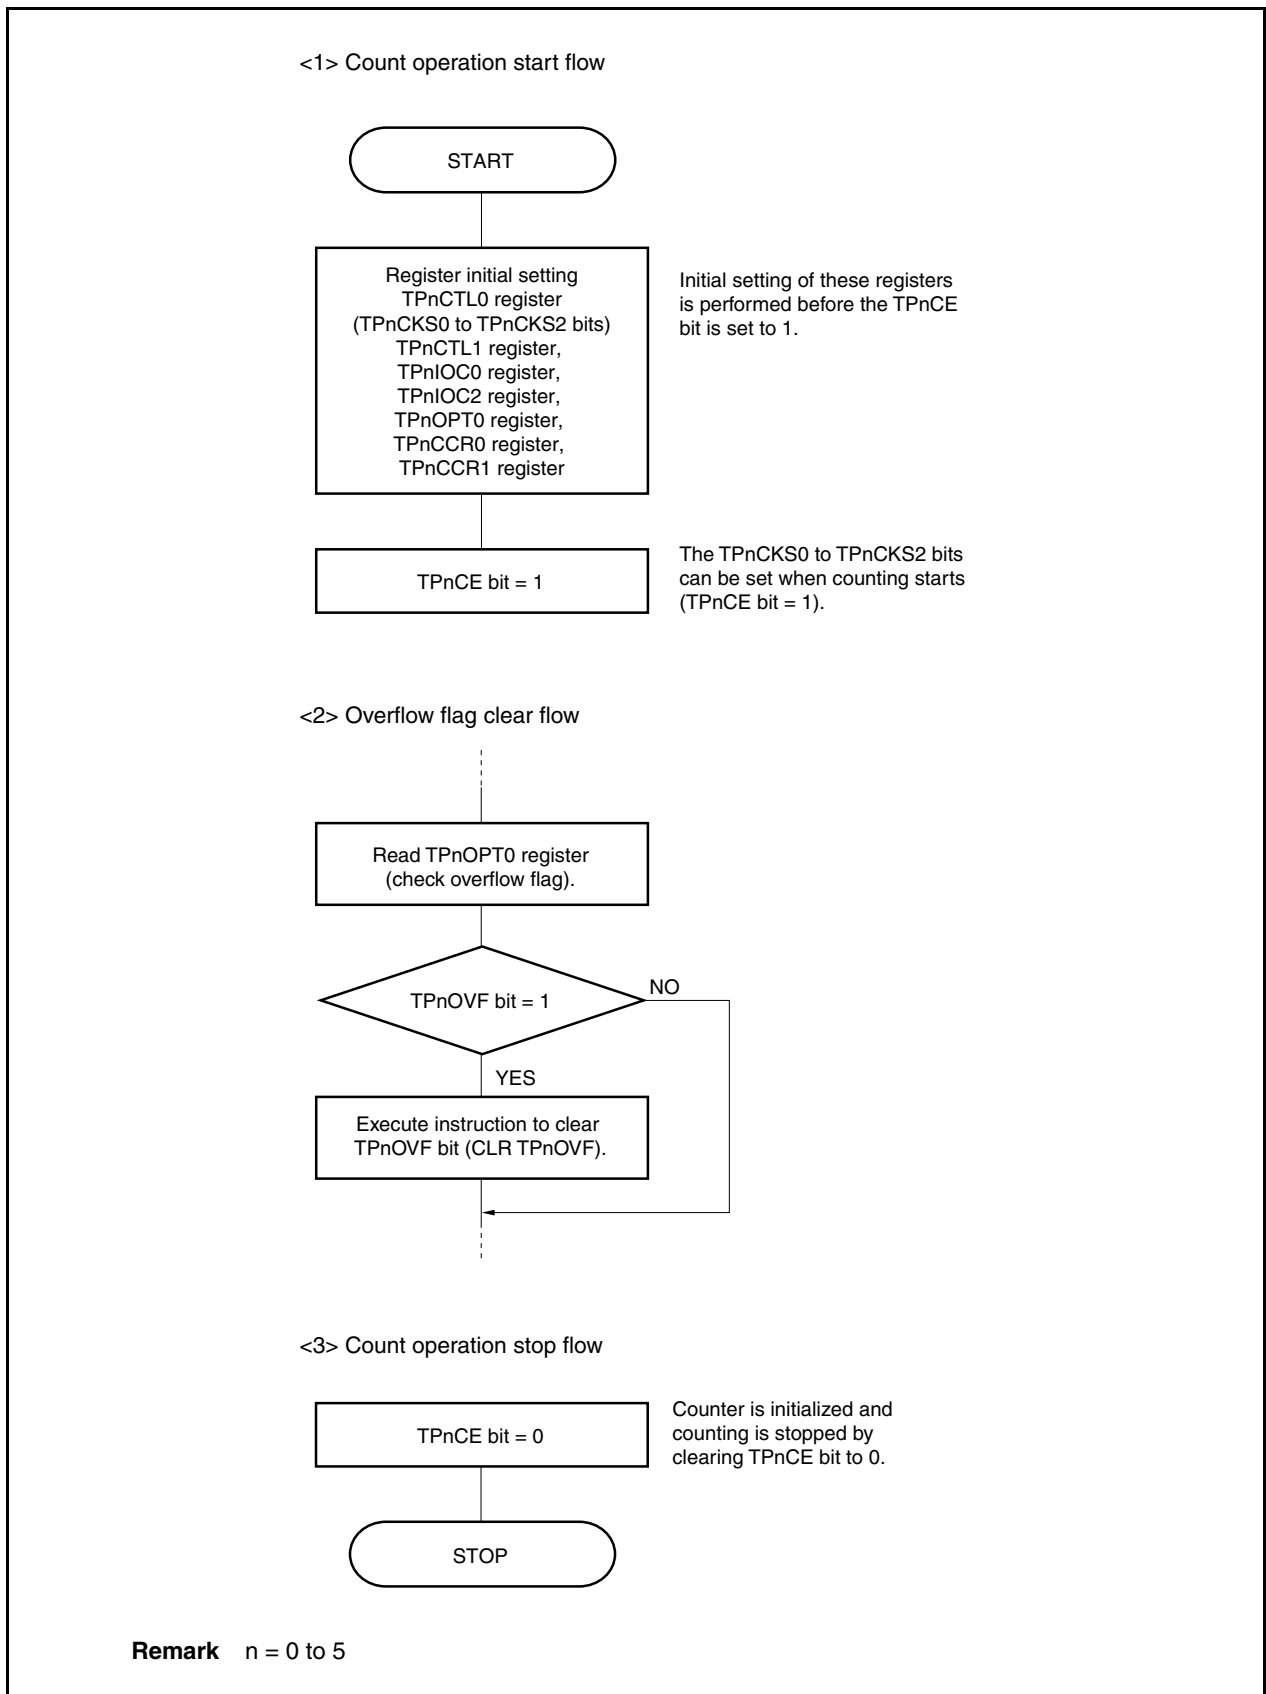 <1> Count operation start flow
START
Register initial setting
TPnCTL0 register
(TPnCKS0 to TPnCKS2 bits)
TPnCTL1 register,
TPnIOC0 register,
TPnIOC2 register,
TPnOPT0 register,
TPnCCR0 register,
TPnCCR1 register
Initial setting of these registers
is performed before the TPnCE
bit is set to 1.
TPnCE bit = 1
The TPnCKS0 to TPnCKS2 bits
can be set when counting starts
(TPnCE bit = 1).
<2> Overflow flag clear flow
Read TPnOPT0 register
(check overflow flag).
TPnOVF bit = 1
NO
YES
Execute instruction to clear
TPnOVF bit (CLR TPnOVF).
<3> Count operation stop flow
TPnCE bit = 0
Counter is initialized and
counting is stopped by
clearing TPnCE bit to 0.
STOP
Remark n = 0 to 5